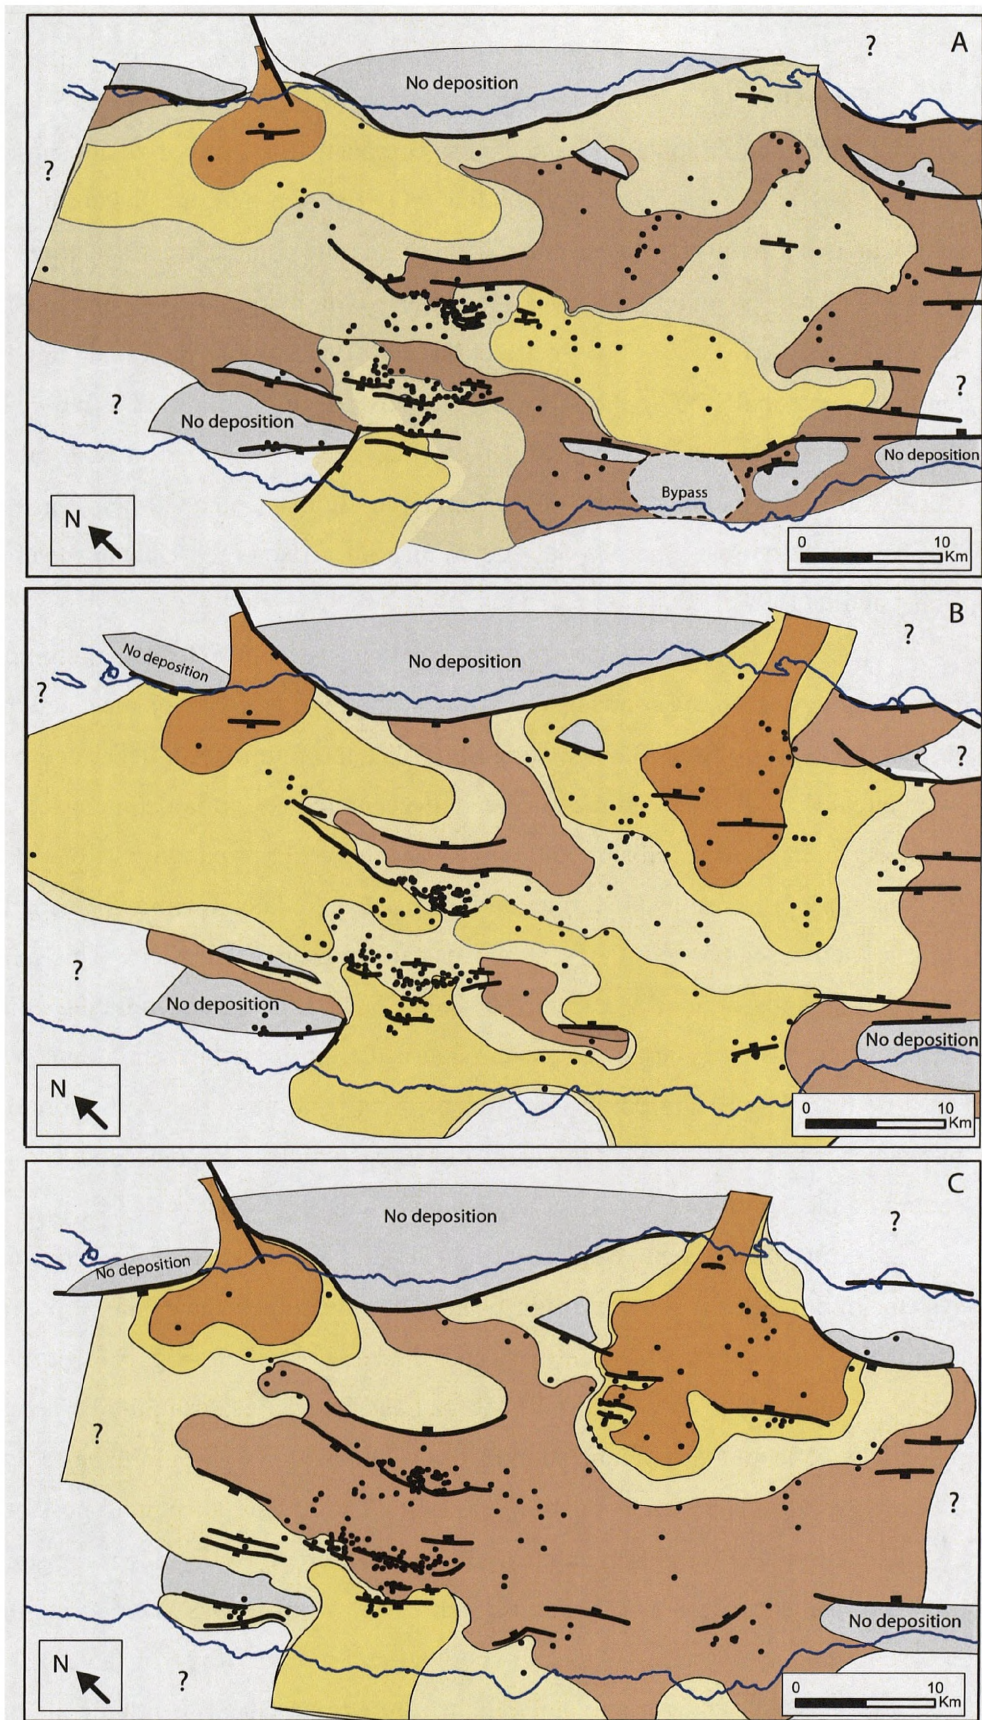 A
?
No deposition
?
?
No deposition
?
No deposition
Bypass
N
0 10
Km
B
?
No deposition
No deposition
?
?
?
No deposition
No deposition
N
0 10
Km
C
?
No deposition
No deposition
?
?
No deposition
N
?
0 10
Km